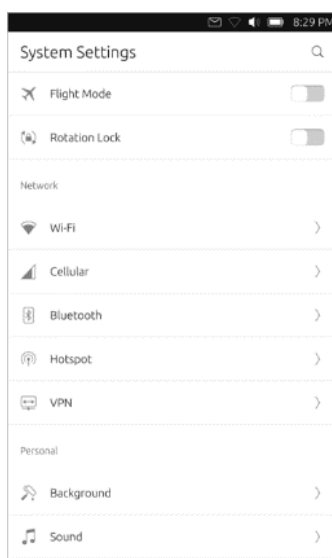 8:29 PM
System Settings
Flight Mode
Rotation Lock
Network
Wi-Fi
Cellular
Bluetooth
Hotspot
VPN
Personal
Background
Sound